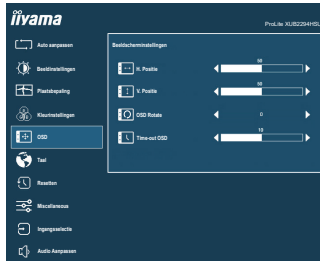 iiyama
ProLite XUB2294HSU
Auto aanpassen
Beeldinstellingen
Plaatsbepaling
Kleurinstellingen
OSD
Taal
Resetten
Miscellaneous
Ingangsselectie
Audio Aanpassen
Beeldscherminstellingen
H. Positie
50
V. Positie
50
OSD Rotate
0
Time-out OSD
10